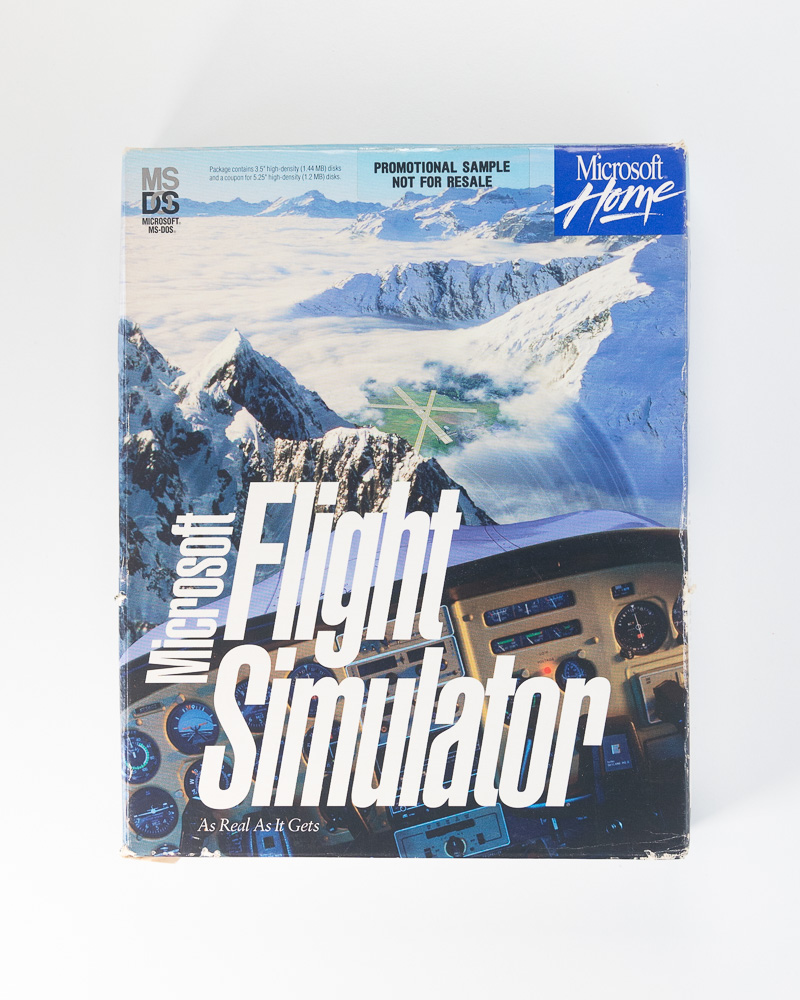 MS
DS
MICROSOFT®
MS-DOS®
Package contains 3.5" high-density (1.44 MB) disks
and a coupon for 5.25" high-density (1.2 MB) disks.
PROMOTIONAL SAMPLE
NOT FOR RESALE
Microsoft®
Home
Microsoft
Flight
Simulator
As Real As It Gets